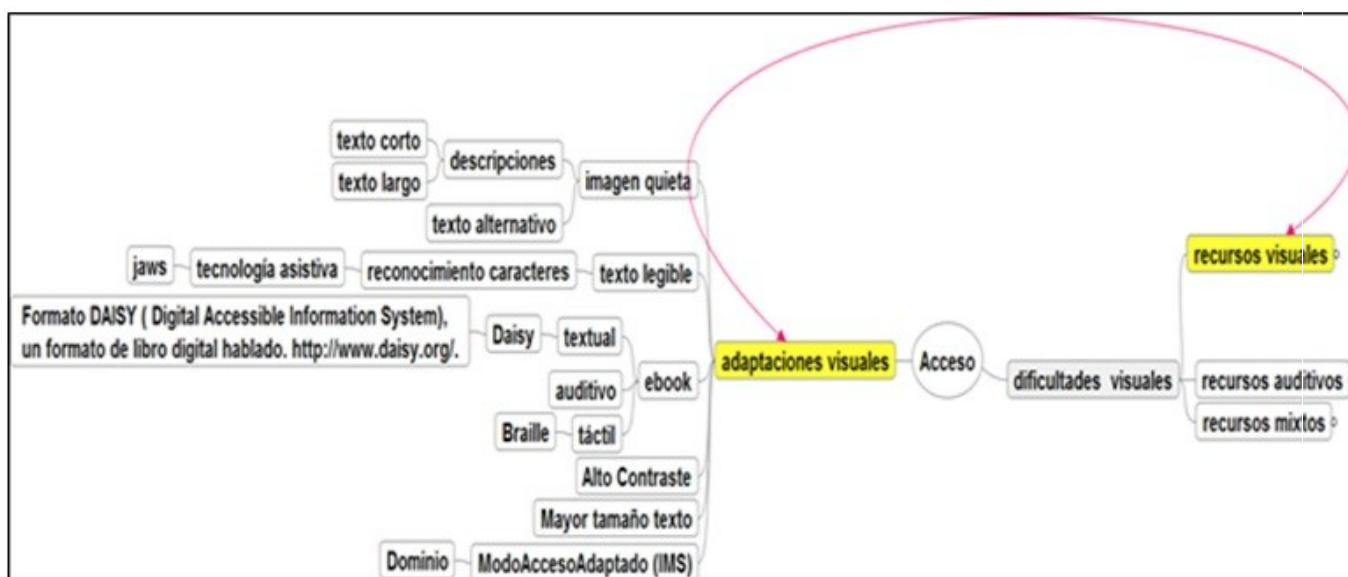 texto corto
descripciones
texto largo
imagen quieta
texto alternativo
jaws
tecnología asistiva
reconocimiento caracteres
texto legible
Formato DAISY ( Digital Accessible Information System),
un formato de libro digital hablado. http://www.daisy.org/.
Daisy
textual
auditivo
ebook
Braille
táctil
Alto Contraste
Mayor tamaño texto
Dominio
ModoAccesoAdaptado (IMS)
adaptaciones visuales
Acceso
dificultades visuales
recursos visuales
recursos auditivos
recursos mixtos